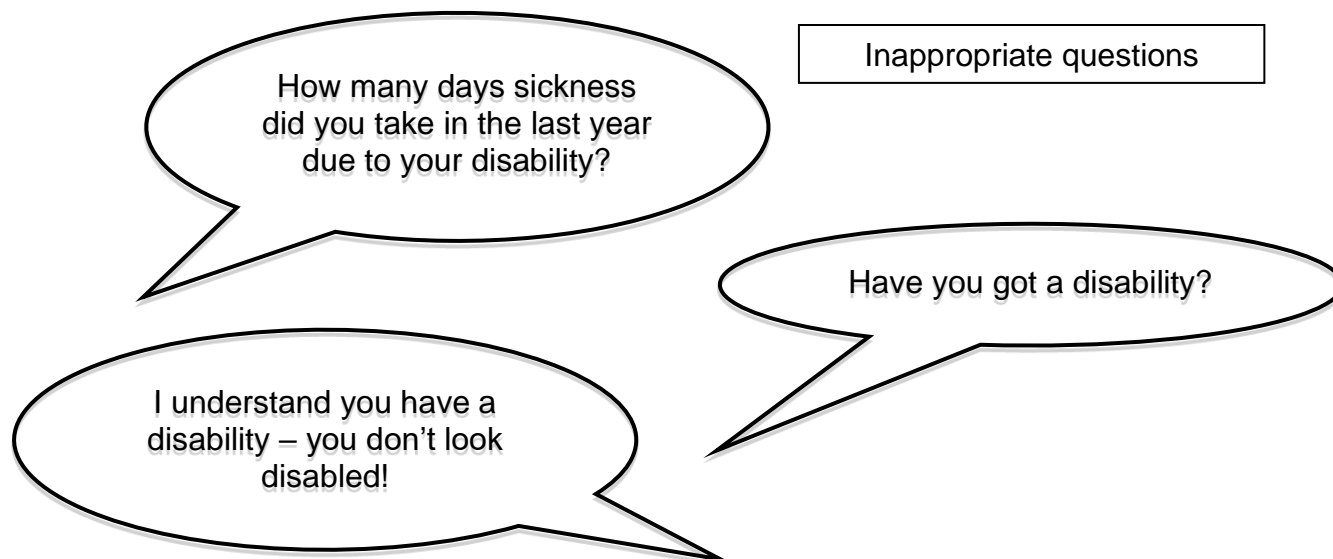 Inappropriate questions
How many days sickness
did you take in the last year
due to your disability?
Have you got a disability?
I understand you have a
disability – you don’t look
disabled!